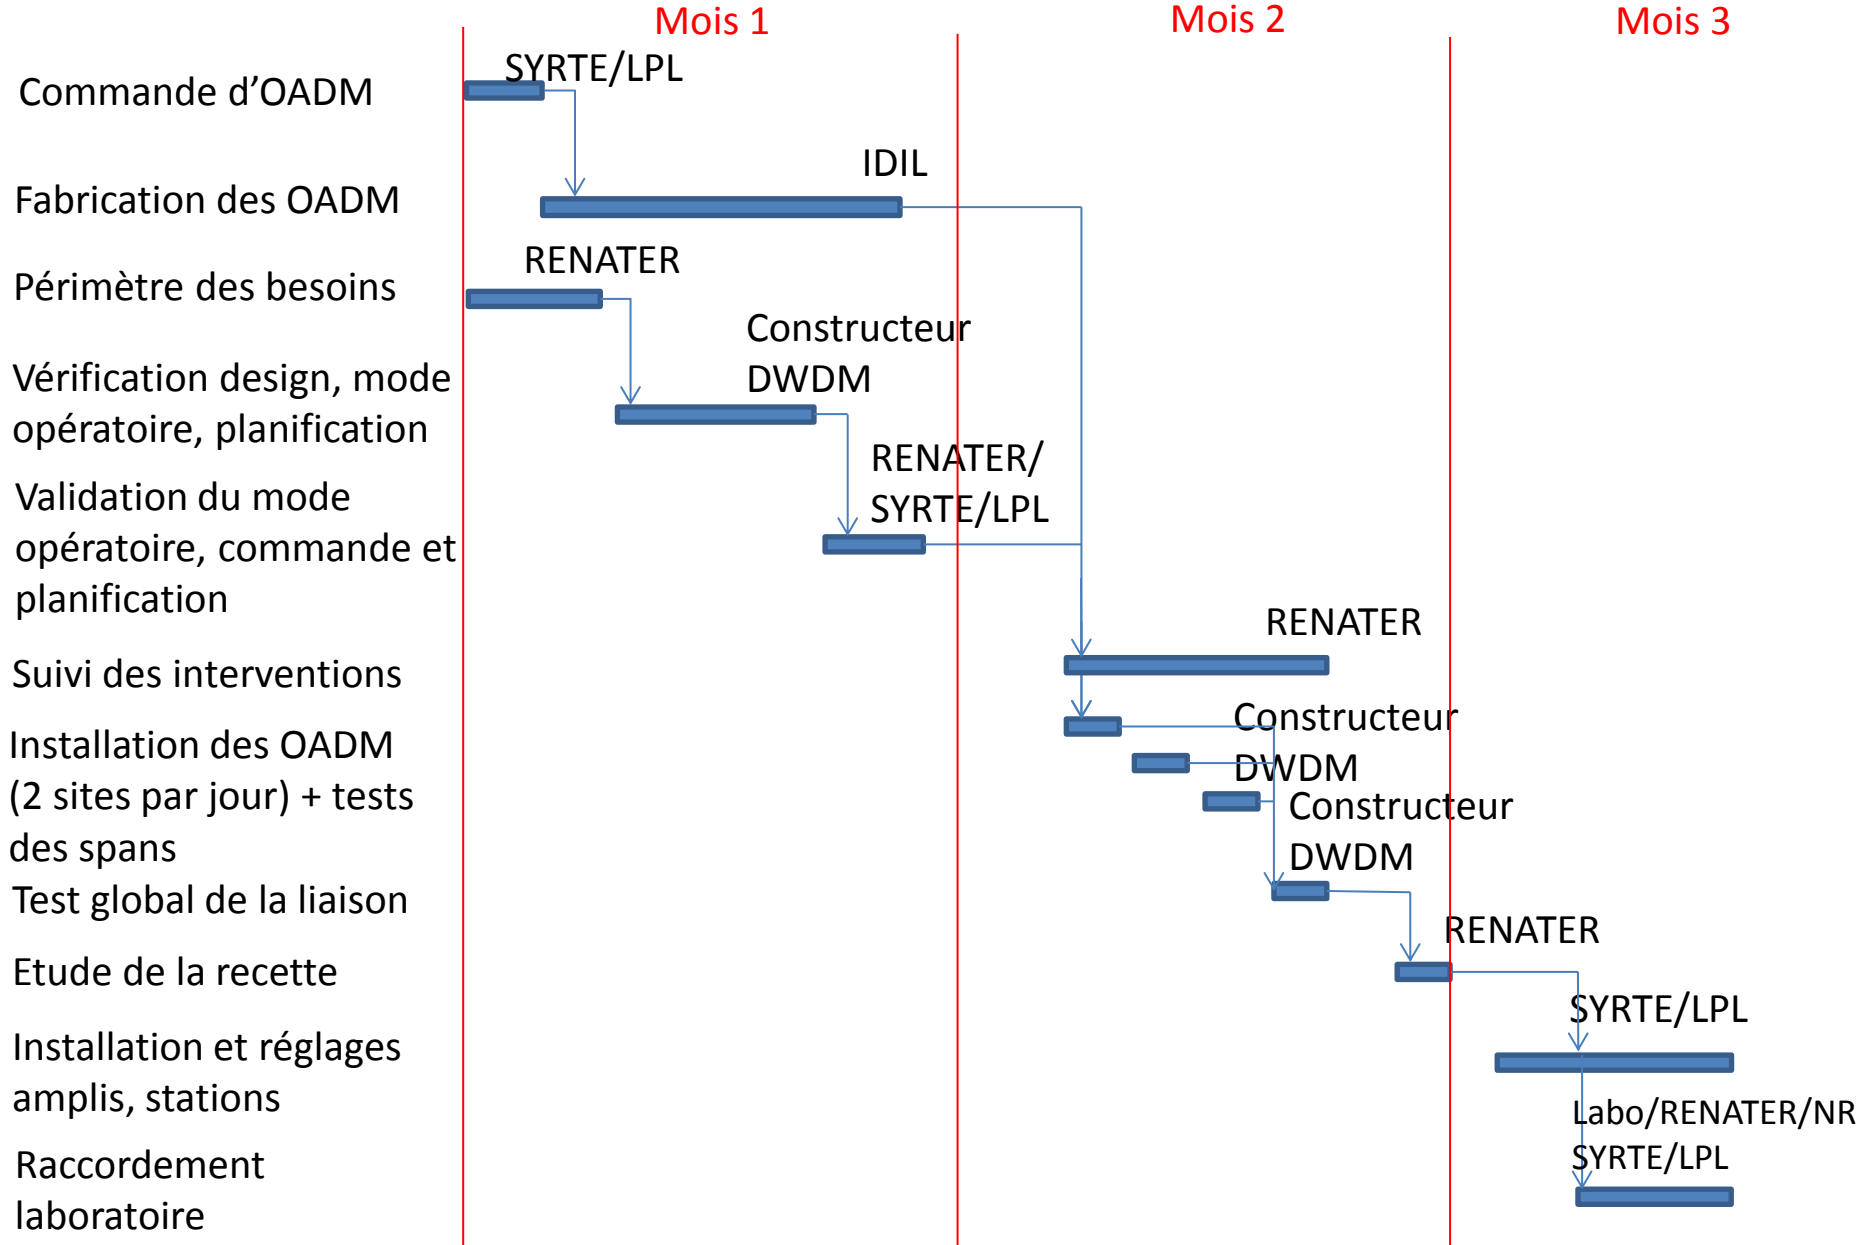 Mois 1
Mois 2
Mois 3
Commande d’OADM
SYRTE/LPL
Fabrication des OADM
IDIL
Périmètre des besoins
RENATER
Vérification design, mode
opératoire, planification
Constructeur
DWDM
Validation du mode
opératoire, commande et
planification
RENATER/
SYRTE/LPL
Suivi des interventions
RENATER
Installation des OADM
(2 sites par jour) + tests
des spans
Constructeur
DWDM
Test global de la liaison
Constructeur
DWDM
Etude de la recette
RENATER
Installation et réglages
amplis, stations
SYRTE/LPL
Raccordement
laboratoire
Labo/RENATER/NR
SYRTE/LPL